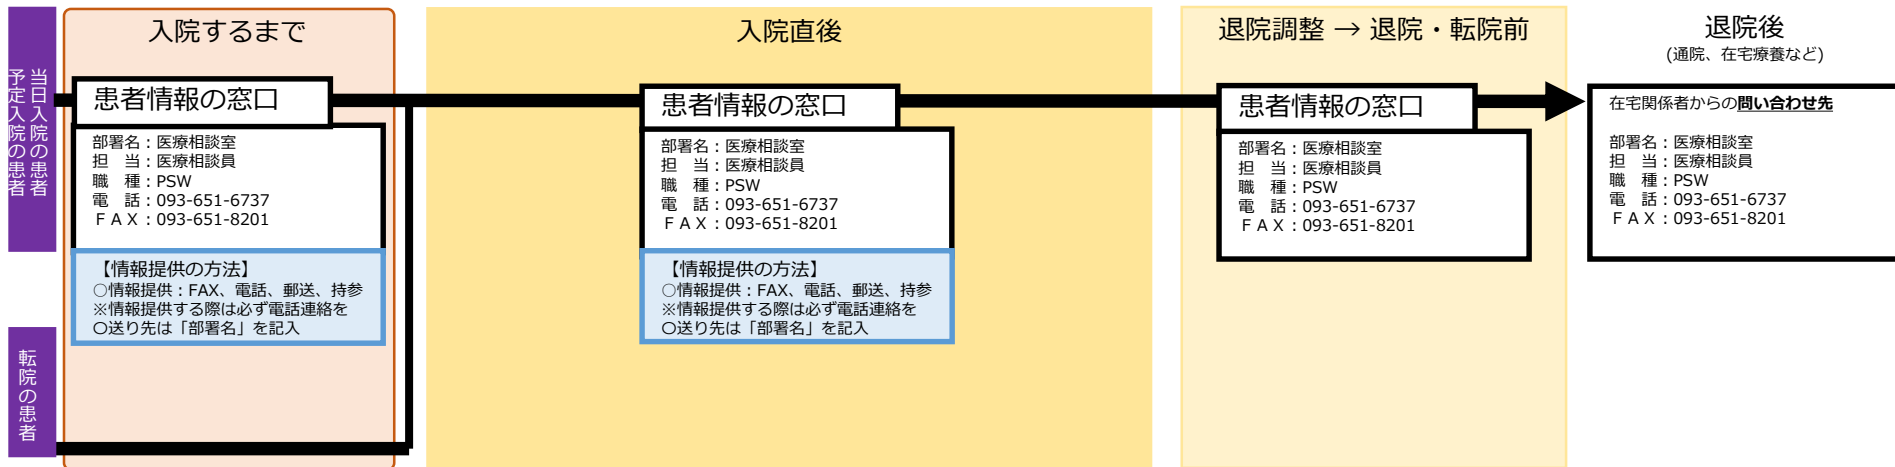 当日入院の患者
予定入院の患者
転院の患者
入院するまで
患者情報の窓口
部署名：医療相談室
担　当：医療相談員
職　種：PSW
電　話：093-651-6737
ＦＡＸ：093-651-8201
【情報提供の方法】
○情報提供：FAX、電話、郵送、持参
※情報提供する際は必ず電話連絡を
〇送り先は「部署名」を記入
入院直後
患者情報の窓口
部署名：医療相談室
担　当：医療相談員
職　種：PSW
電　話：093-651-6737
ＦＡＸ：093-651-8201
【情報提供の方法】
○情報提供：FAX、電話、郵送、持参
※情報提供する際は必ず電話連絡を
〇送り先は「部署名」を記入
退院調整 → 退院・転院前
患者情報の窓口
部署名：医療相談室
担　当：医療相談員
職　種：PSW
電　話：093-651-6737
ＦＡＸ：093-651-8201
退院後
(通院、在宅療養など)
在宅関係者からの問い合わせ先
部署名：医療相談室
担　当：医療相談員
職　種：PSW
電　話：093-651-6737
ＦＡＸ：093-651-8201